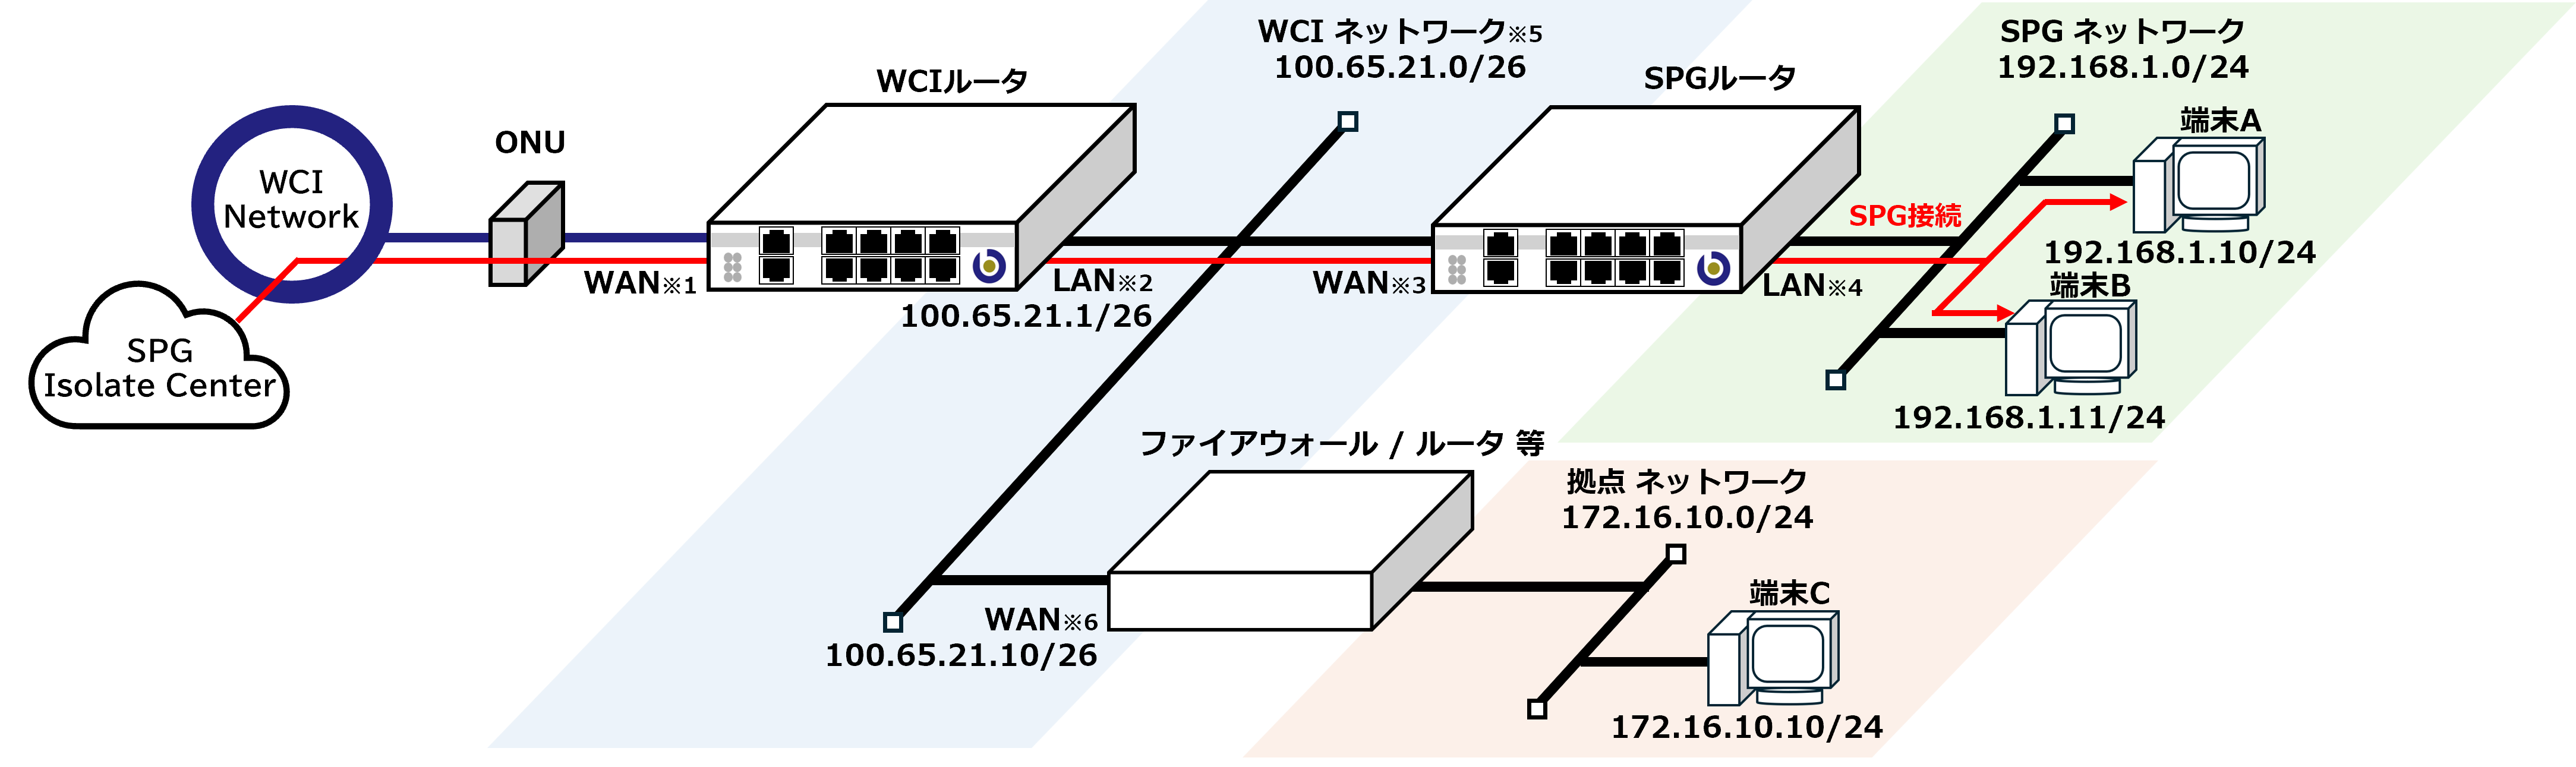 WCI
Network
SPG
Isolate Center
ONU
WAN※1
WCIルータ
LAN※2
100.65.21.1/26
WCI ネットワーク※5
100.65.21.0/26
WAN※3
SPGルータ
SPG接続
LAN※4
SPG ネットワーク
192.168.1.0/24
端末A
192.168.1.10/24
端末B
192.168.1.11/24
ファイアウォール / ルータ 等
WAN※6
100.65.21.10/26
拠点 ネットワーク
172.16.10.0/24
端末C
172.16.10.10/24